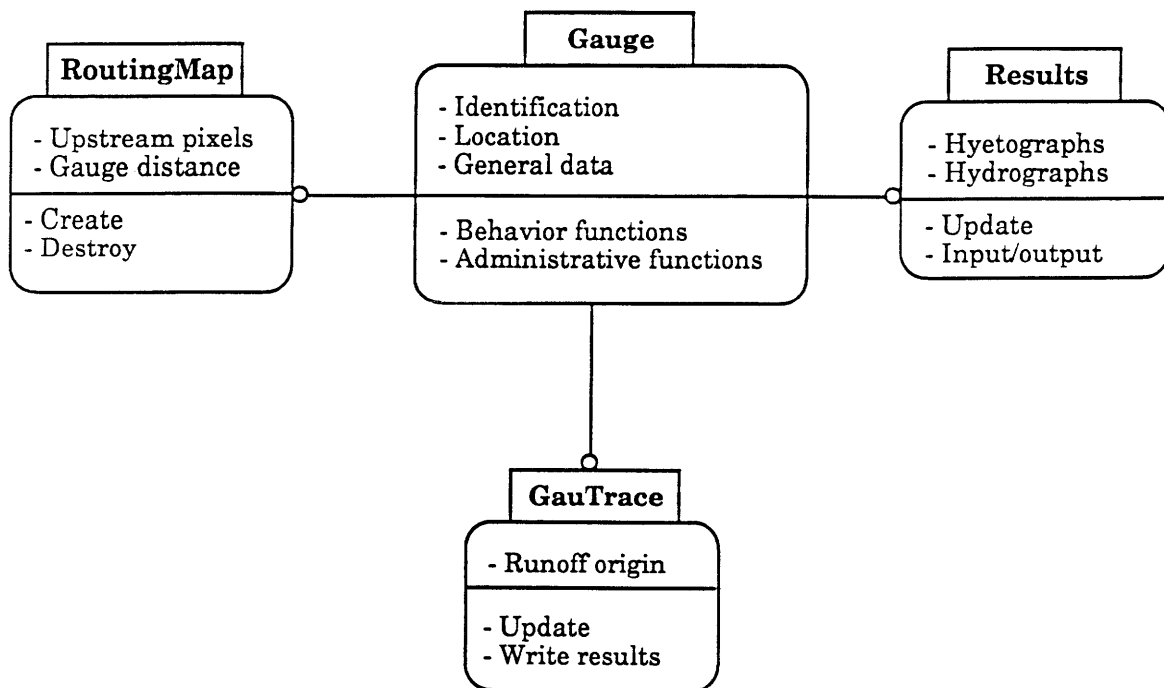 RoutingMap
- Upstream pixels
- Gauge distance
- Create
- Destroy
Gauge
- Identification
- Location
- General data
- Behavior functions
- Administrative functions
Results
- Hyetographs
- Hydrographs
- Update
- Input/output
GauTrace
- Runoff origin
- Update
- Write results